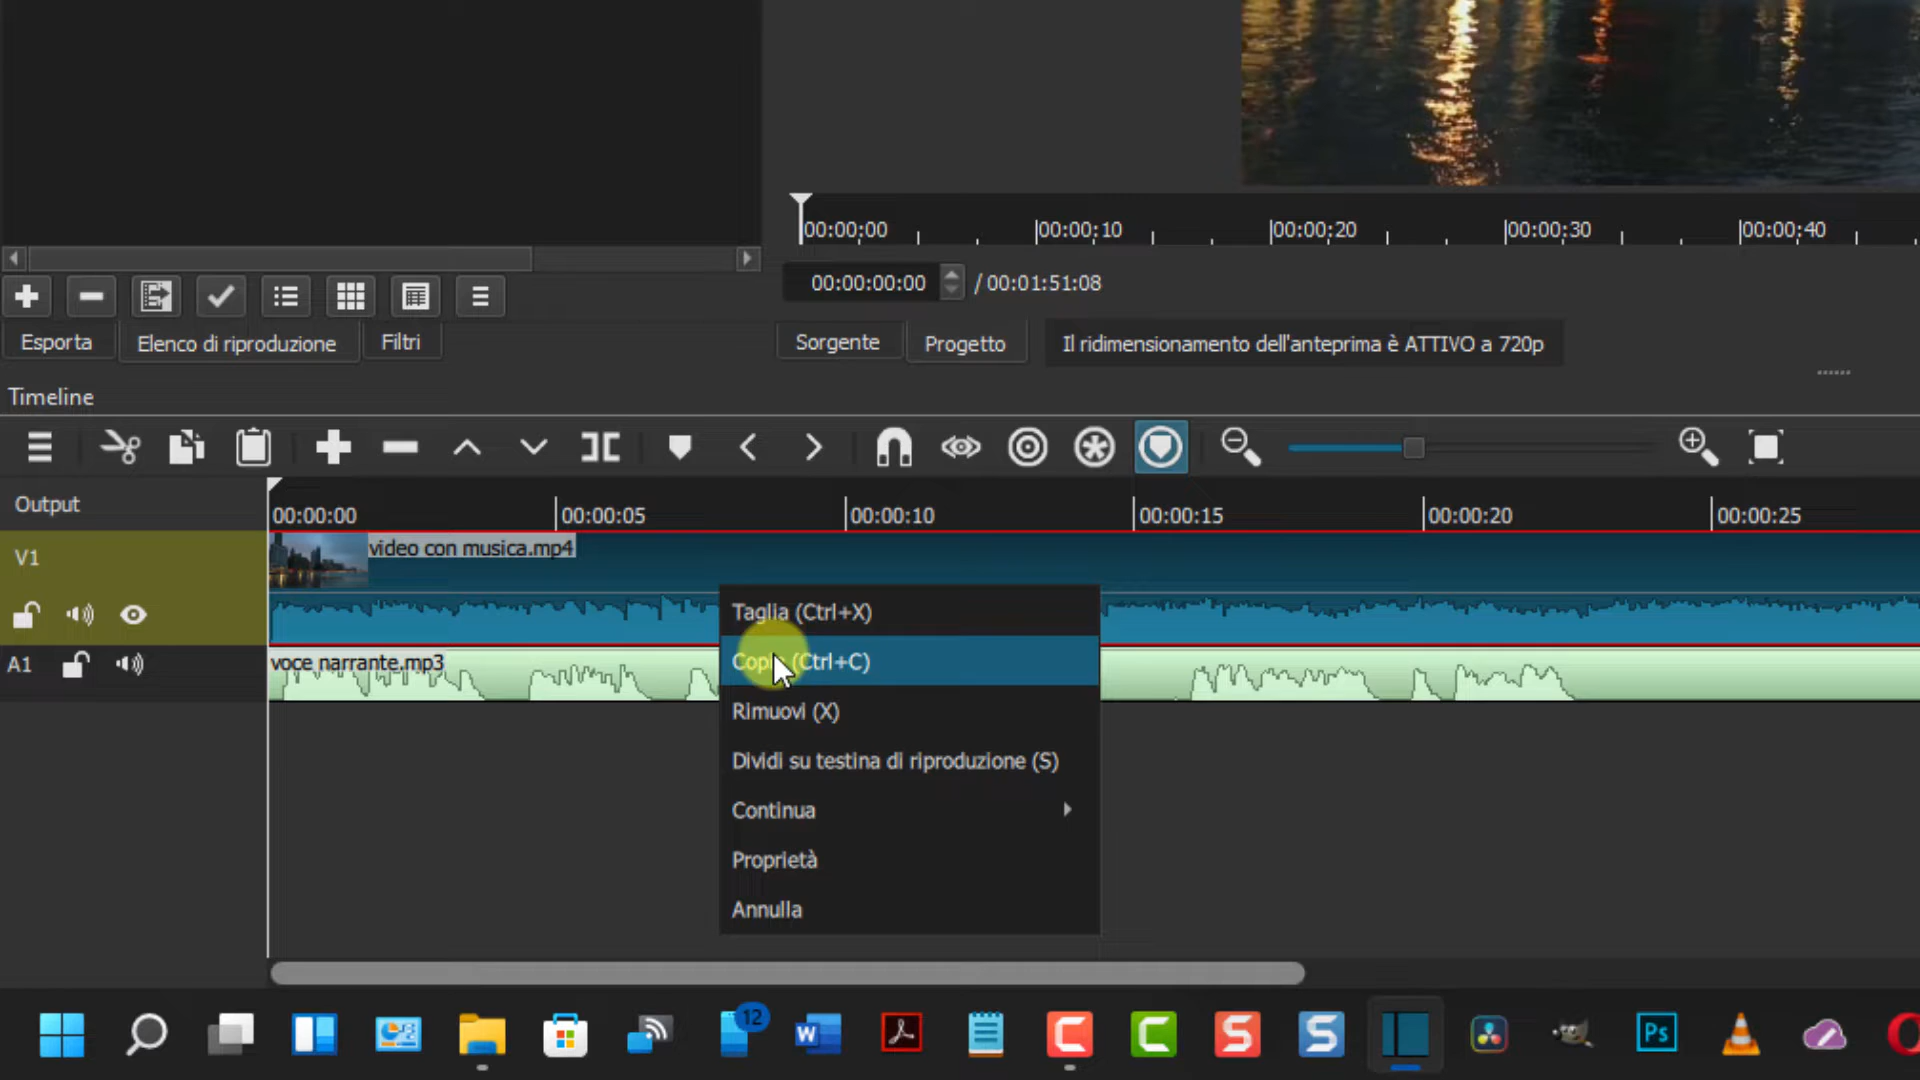 00:00:00 00:00:10 00:00:20 00:00:30 00:00:40
00:00:00:00 / 00:01:51:08
Esporta Elenco di riproduzione Filtri
Sorgente Progetto Il ridimensionamento dell'anteprima è ATTIVO a 720p
Timeline
Output
00:00:00 00:00:05 00:00:10 00:00:15 00:00:20 00:00:25
V1
video con musica.mp4
A1
voce narrante.mp3
Taglia (Ctrl+X)
Copia (Ctrl+C)
Rimuovi (X)
Dividi su testina di riproduzione (S)
Continua
Proprietà
Annulla
12
W
C
C
S
S
Ps